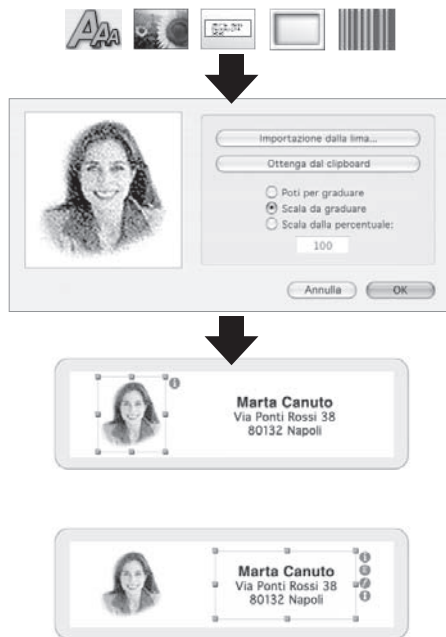 AAA
Importazione dalla lima...
Ottenga dal clipboard
Poti per graduare
Scala da graduare
Scala dalla percentuale:
100
Annulla OK
Marta Canuto
Via Ponti Rossi 38
80132 Napoli
Marta Canuto
Via Ponti Rossi 38
80132 Napoli